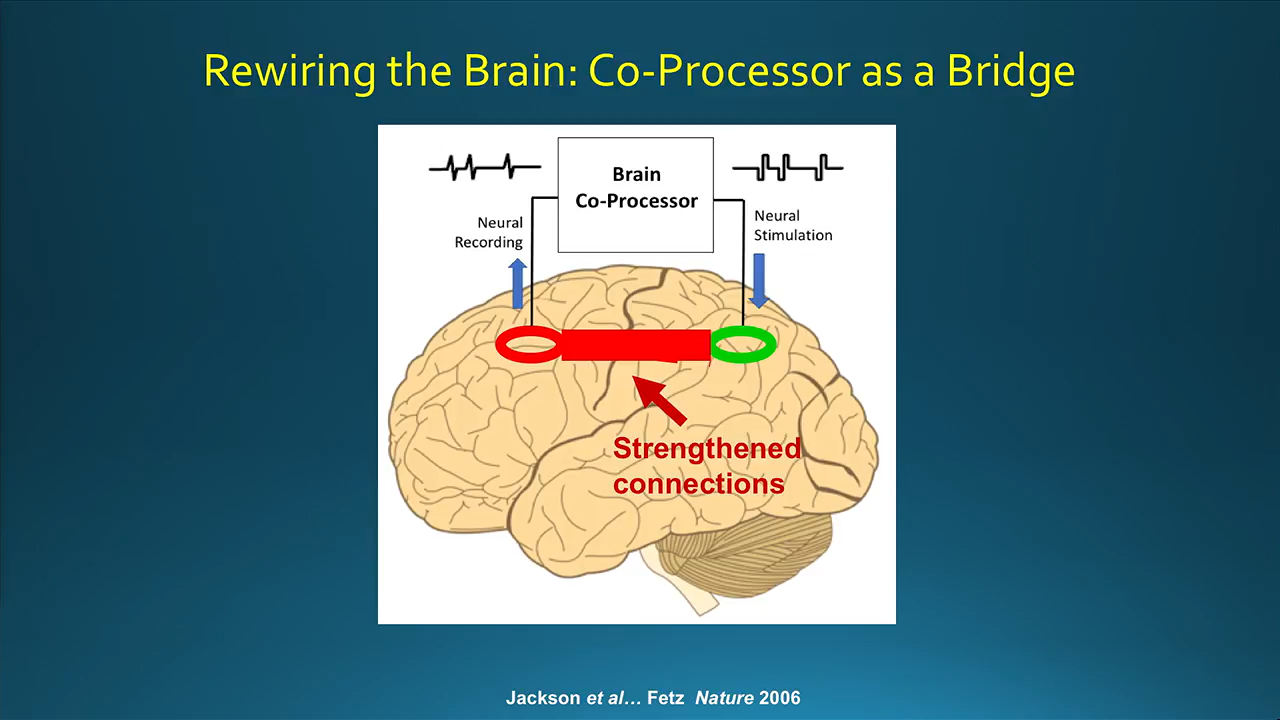 Rewiring the Brain: Co-Processor as a Bridge
Brain
Co-Processor
Neural
Recording
Neural
Stimulation
Strengthened
connections
Jackson et al… Fetz Nature 2006